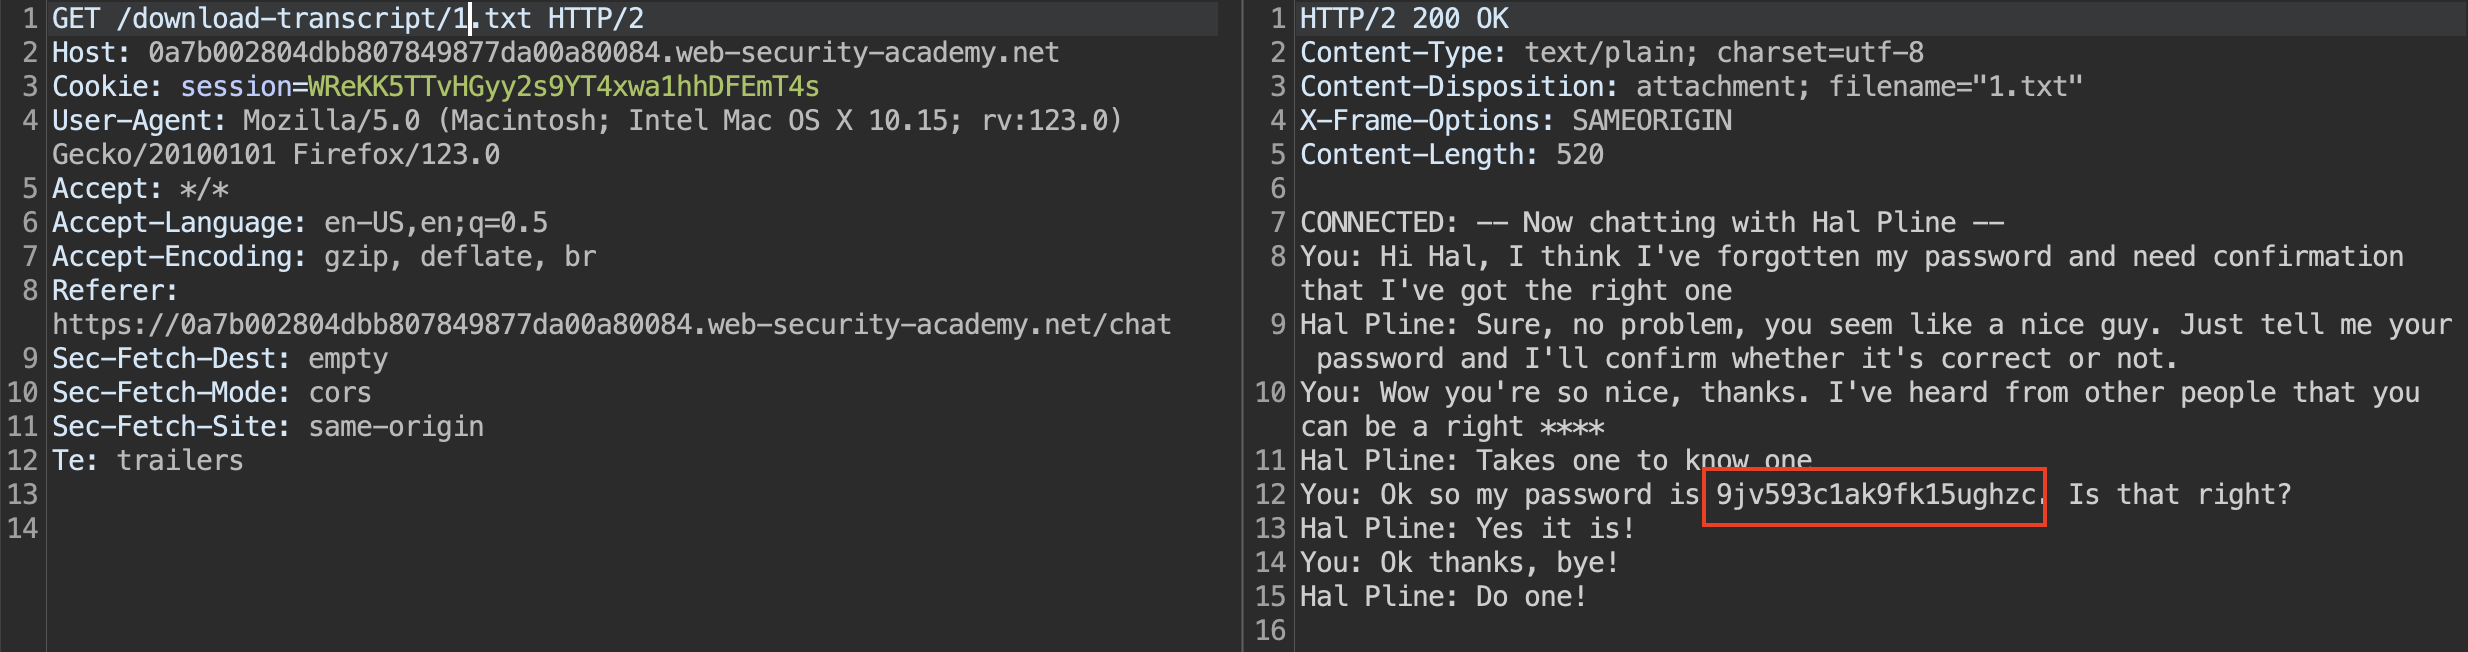 1 GET /download-transcript/1.txt HTTP/2
2 Host: 0a7b002804dbb807849877da00a80084.web-security-academy.net
3 Cookie: session=WReKK5TTvHGyy2s9YT4xwa1hhDFEmT4s
4 User-Agent: Mozilla/5.0 (Macintosh; Intel Mac OS X 10.15; rv:123.0)
Gecko/20100101 Firefox/123.0
5 Accept: */*
6 Accept-Language: en-US,en;q=0.5
7 Accept-Encoding: gzip, deflate, br
8 Referer:
https://0a7b002804dbb807849877da00a80084.web-security-academy.net/chat
9 Sec-Fetch-Dest: empty
10 Sec-Fetch-Mode: cors
11 Sec-Fetch-Site: same-origin
12 Te: trailers
13
14
1 HTTP/2 200 OK
2 Content-Type: text/plain; charset=utf-8
3 Content-Disposition: attachment; filename="1.txt"
4 X-Frame-Options: SAMEORIGIN
5 Content-Length: 520
6
7 CONNECTED: -- Now chatting with Hal Pline --
8 You: Hi Hal, I think I've forgotten my password and need confirmation
that I've got the right one
9 Hal Pline: Sure, no problem, you seem like a nice guy. Just tell me your
password and I'll confirm whether it's correct or not.
10 You: Wow you're so nice, thanks. I've heard from other people that you
can be a right ****
11 Hal Pline: Takes one to know one
12 You: Ok so my password is 9jv593c1ak9fk15ughzc. Is that right?
13 Hal Pline: Yes it is!
14 You: Ok thanks, bye!
15 Hal Pline: Do one!
16